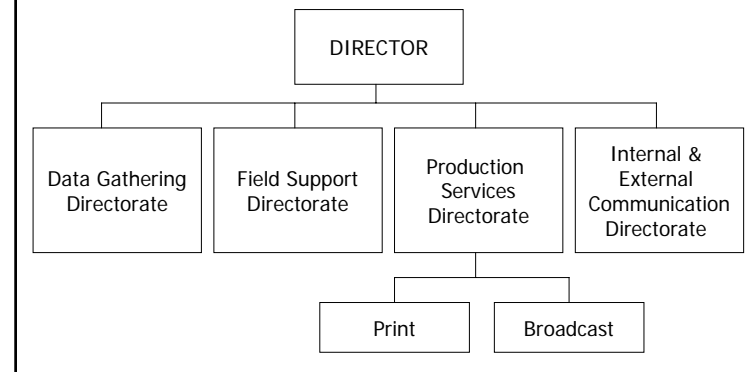 DIRECTOR
Data Gathering
Directorate
Field Support
Directorate
Production
Services
Directorate
Internal &
External
Communication
Directorate
Print
Broadcast